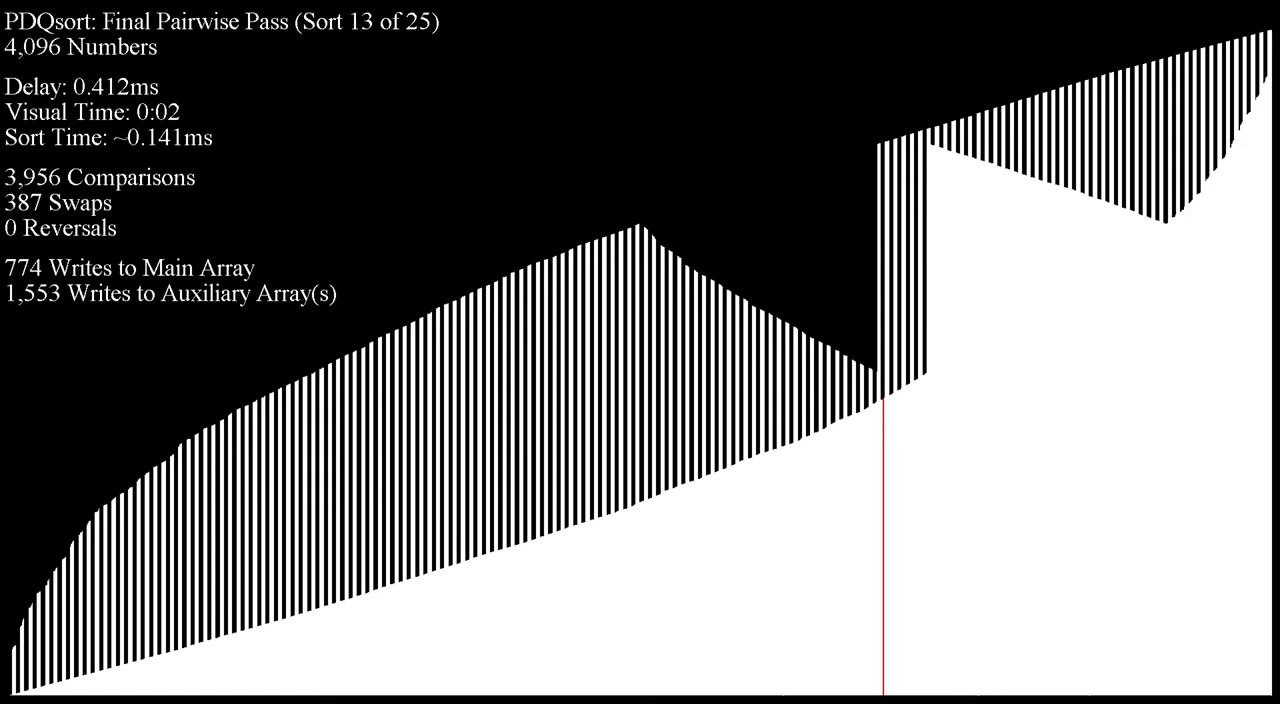 PDQsort: Final Pairwise Pass (Sort 13 of 25)
4,096 Numbers
Delay: 0.412ms
Visual Time: 0:02
Sort Time: ~0.141ms
3,956 Comparisons
387 Swaps
0 Reversals
774 Writes to Main Array
1,553 Writes to Auxiliary Array(s)